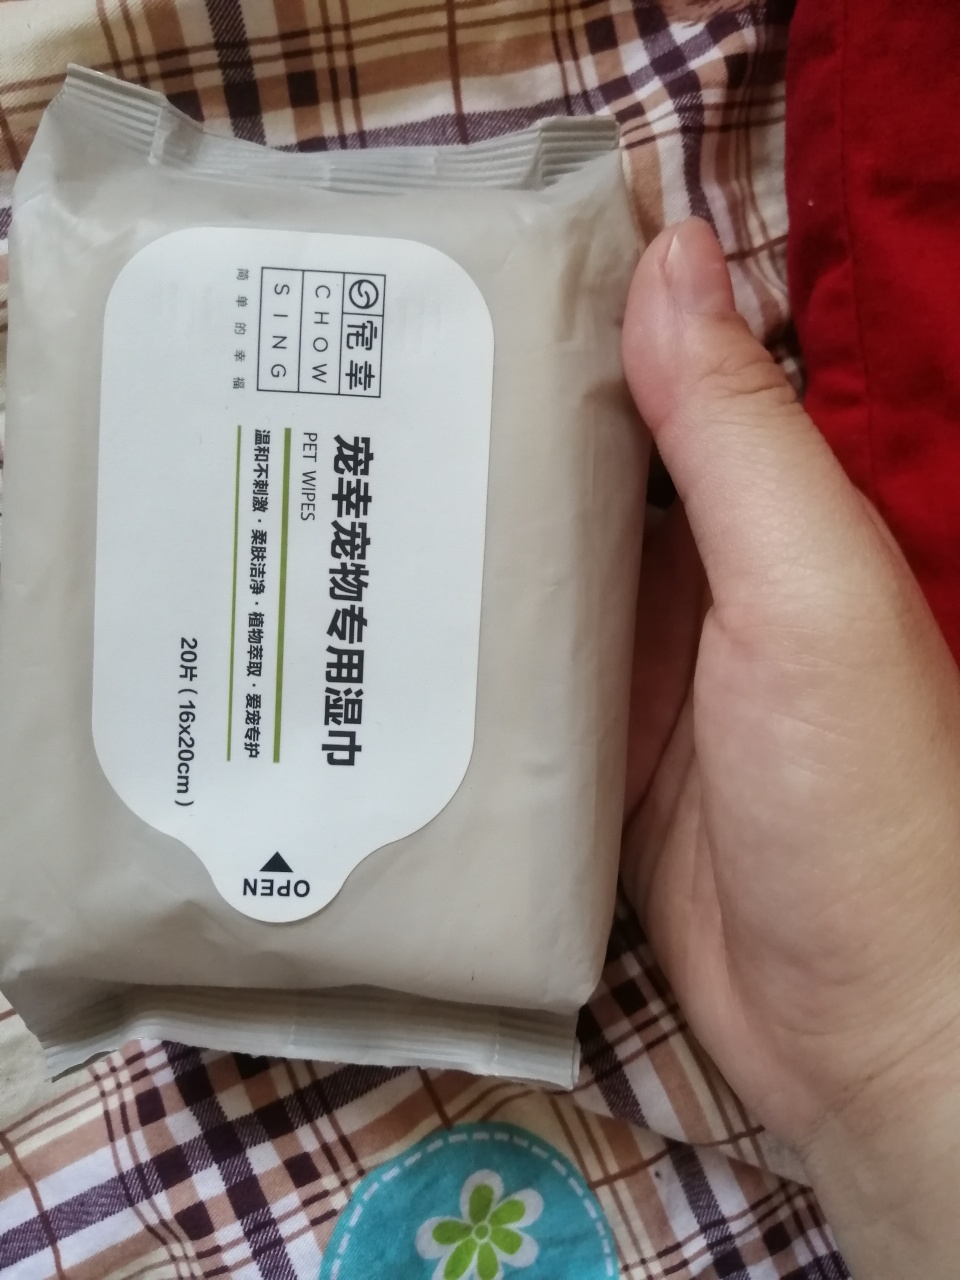 宠幸
CHOW
SING
简单的幸福
宠幸宠物专用湿巾
PET WIPES
温和不刺激·柔肤洁净·植物萃取·爱宠专护
20片（16x20cm）
OPEN